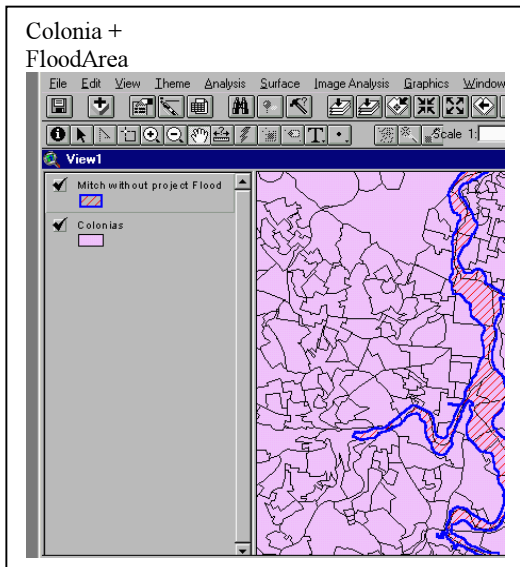 Colonia +
FloodArea
File Edit View Theme Analysis Surface Image Analysis Graphics Window
T. Scale 1:
View1
Mitch without project Flood
Colonias